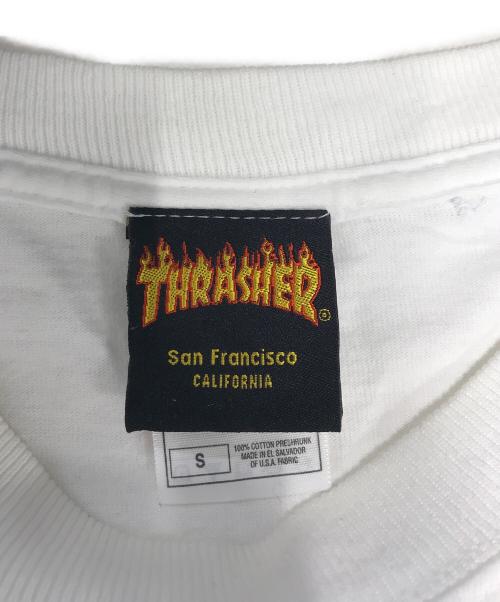 THRASHER®
San Francisco
CALIFORNIA
S
100% COTTON PRESHRUNK
MADE IN EL SALVADOR
OF U.S.A. FABRIC